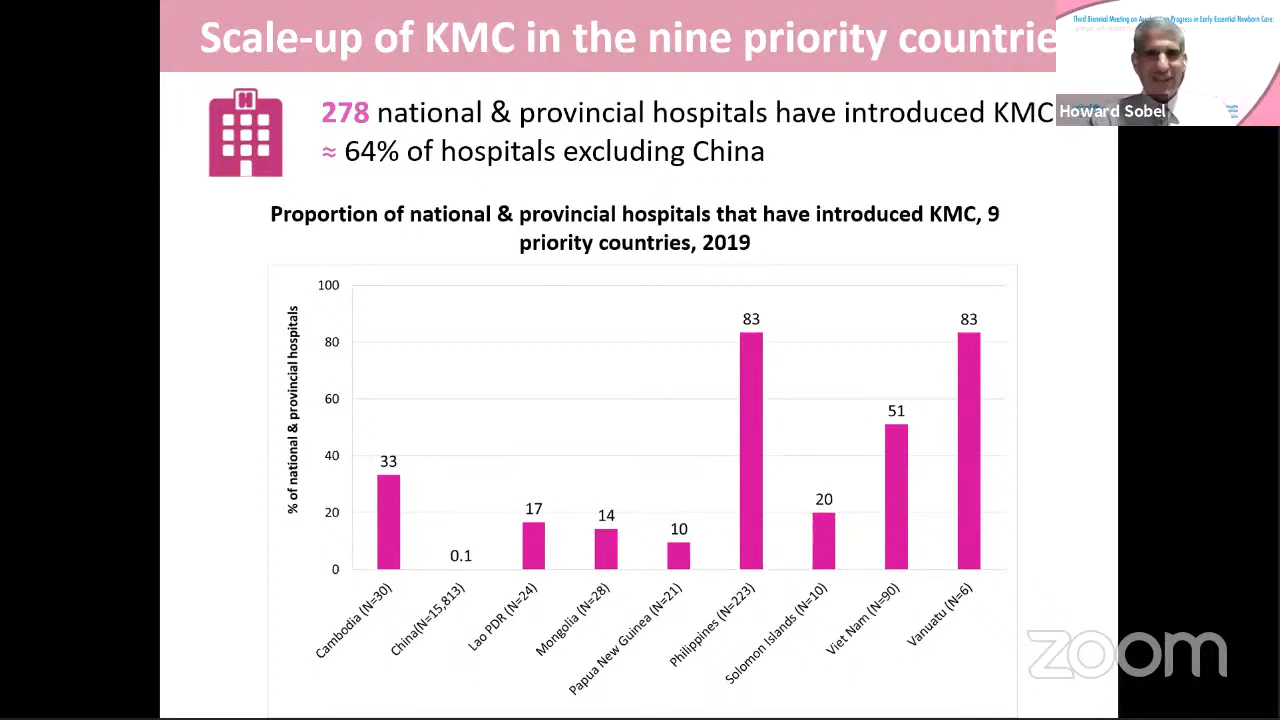 Scale-up of KMC in the nine priority countrie
Third Biennial Meeting on Accelerating Progress in Early Essential Newborn Care:
Howard Sobel
H
278 national & provincial hospitals have introduced KMC
≈ 64% of hospitals excluding China
Proportion of national & provincial hospitals that have introduced KMC, 9
priority countries, 2019
% of national & provincial hospitals
100
80
60
40
20
0
33
0.1
17
14
10
83
20
51
83
Cambodia (N=30)
China(N=15,813)
Lao PDR (N=24)
Mongolia (N=28)
Papua New Guinea (N=21)
Philippines (N=223)
Solomon Islands (N=10)
Viet Nam (N=90)
Vanuatu (N=6)
zoom